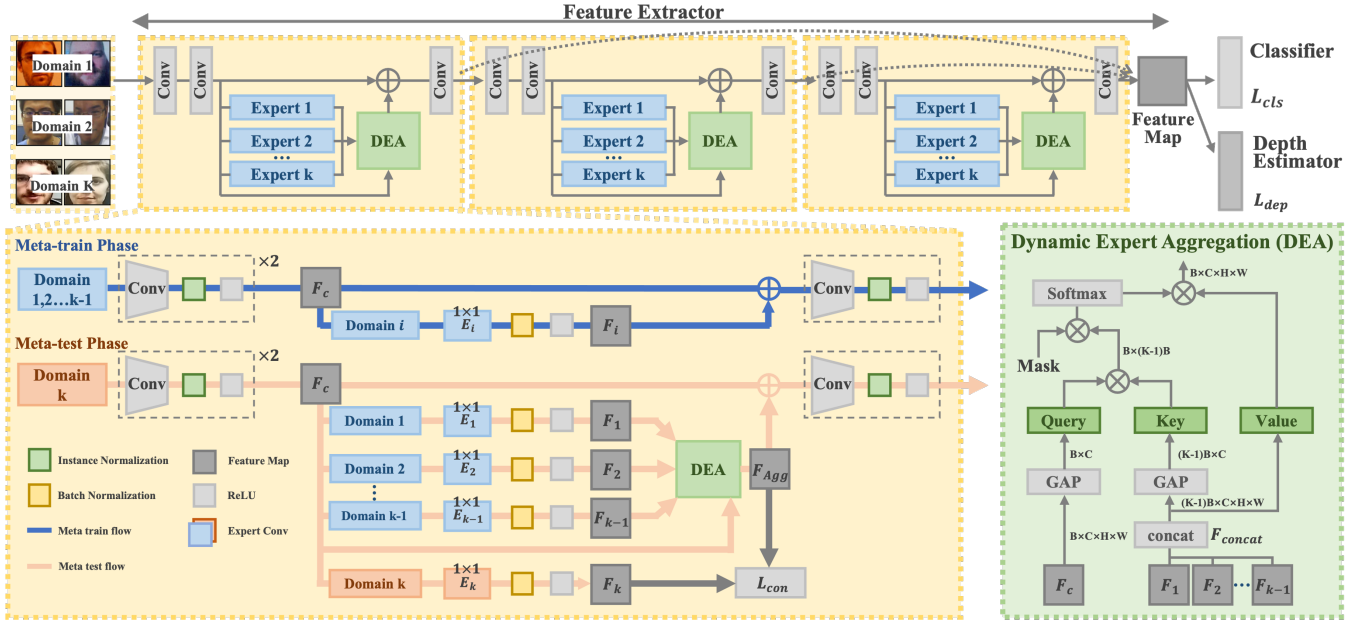 Feature Extractor
Domain 1
Domain 2
Domain K
Conv
Conv
Expert 1
Expert 2
...
Expert k
DEA
Conv
Conv
Conv
Expert 1
Expert 2
...
Expert k
DEA
Conv
Conv
Conv
Expert 1
Expert 2
...
Expert k
DEA
Conv
Feature
Map
Classifier
L_cls
Depth
Estimator
L_dep
Meta-train Phase
Domain
1,2...k-1
Conv
×2
F_c
Domain i
1×1
E_i
F_i
Conv
Meta-test Phase
Domain
k
Conv
×2
F_c
Conv
Domain 1
1×1
E_1
F_1
Domain 2
1×1
E_2
F_2
Domain k-1
1×1
E_{k-1}
F_{k-1}
DEA
F_Agg
Domain k
1×1
E_k
F_k
L_con
Instance Normalization
Feature Map
Batch Normalization
ReLU
Meta train flow
Expert Conv
Meta test flow
Dynamic Expert Aggregation (DEA)
B×C×H×W
Softmax
Mask
B×(K-1)B
Query
Key
Value
B×C
(K-1)B×C
GAP
GAP
(K-1)B×C×H×W
B×C×H×W
concat
F_concat
F_c
F_1
F_2
...
F_{k-1}